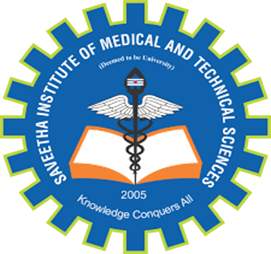 SAVEETHA INSTITUTE OF MEDICAL AND TECHNICAL SCIENCES
(Deemed to be University)
2005
Knowledge Conquers All